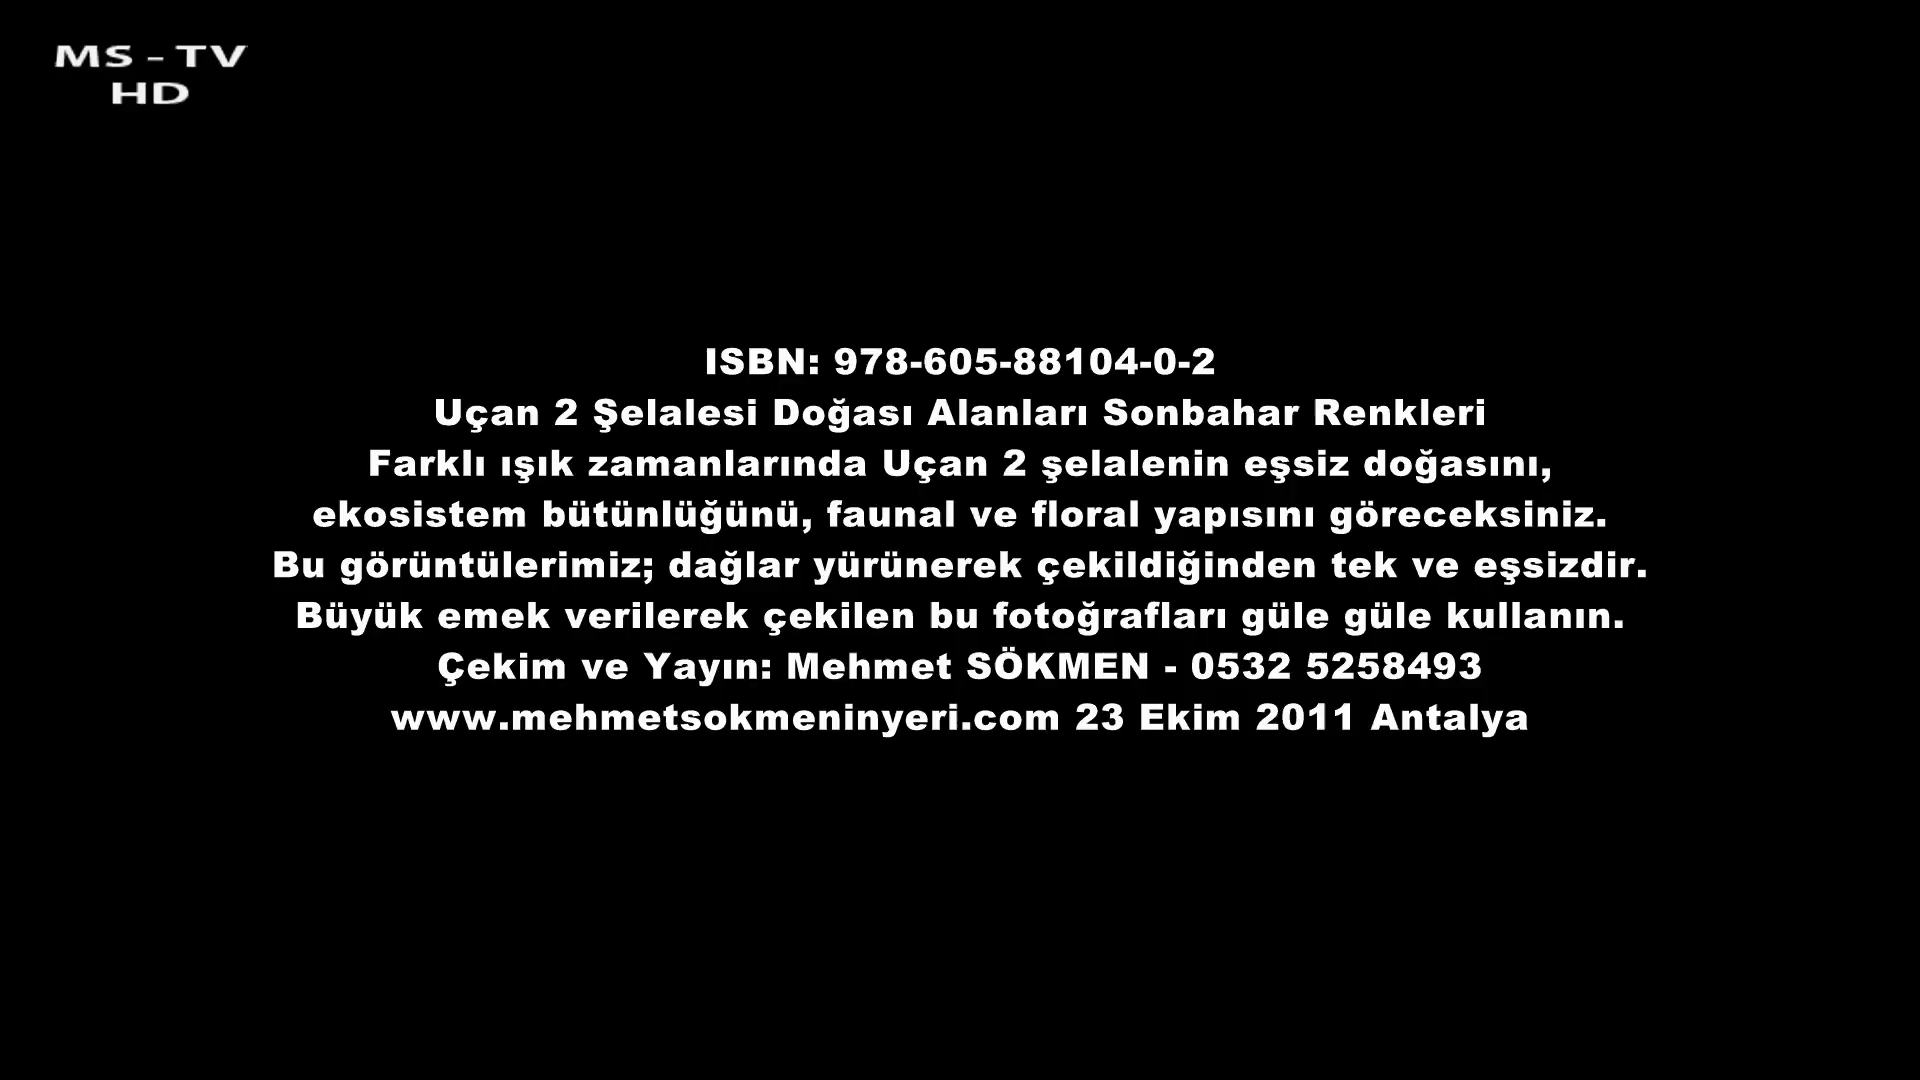 MS - TV
HD
ISBN: 978-605-88104-0-2
Uçan 2 Şelalesi Doğası Alanları Sonbahar Renkleri
Farklı ışık zamanlarında Uçan 2 şelalenin eşsiz doğasını,
ekosistem bütünlüğünü, faunal ve floral yapısını göreceksiniz.
Bu görüntülerimiz; dağlar yürünerek çekildiğinden tek ve eşsizdir.
Büyük emek verilerek çekilen bu fotoğrafları güle güle kullanın.
Çekim ve Yayın: Mehmet SÖKMEN - 0532 5258493
www.mehmetsokmeninyeri.com 23 Ekim 2011 Antalya